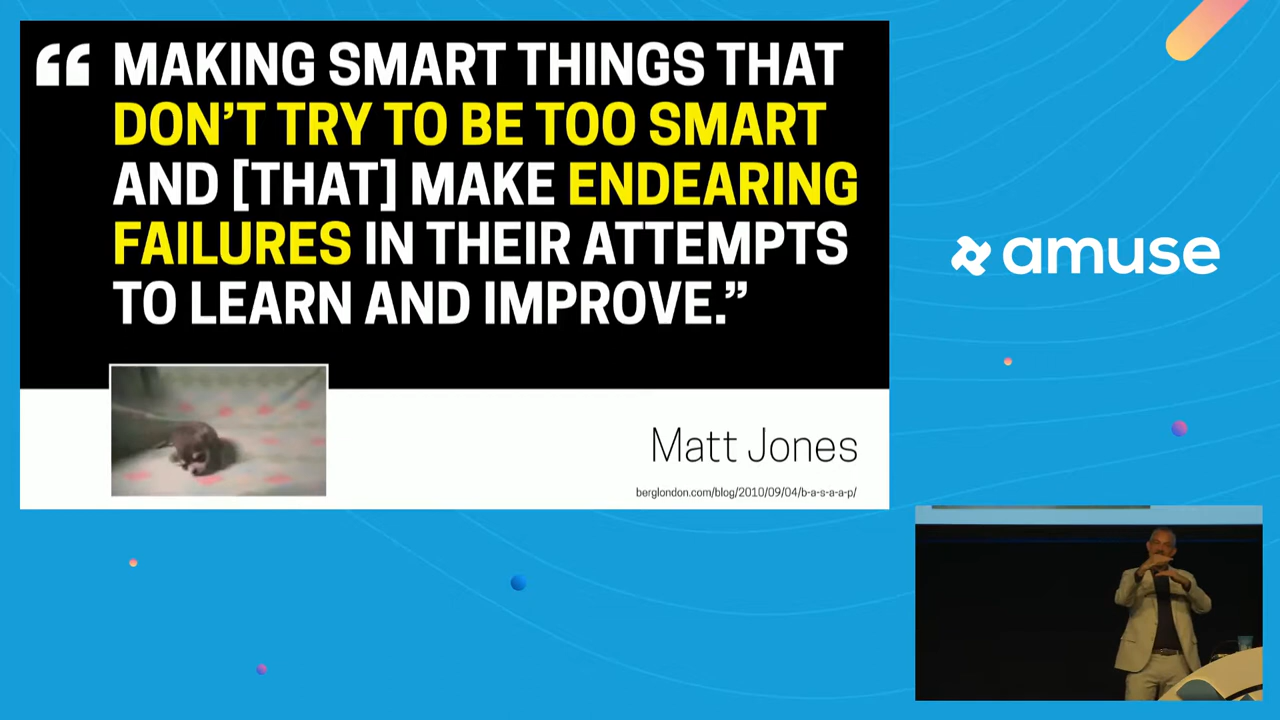 “ MAKING SMART THINGS THAT
DON’T TRY TO BE TOO SMART
AND [THAT] MAKE ENDEARING
FAILURES IN THEIR ATTEMPTS
TO LEARN AND IMPROVE.”
Matt Jones
berglondon.com/blog/2010/09/04/b-a-s-a-a-p/
amuse